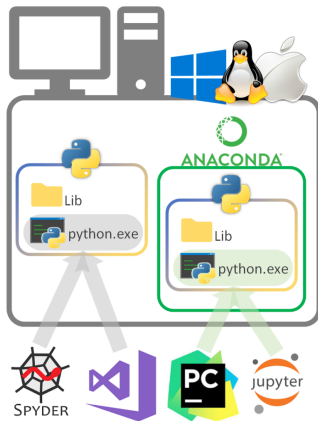 ANACONDA®
Lib
python.exe
Lib
python.exe
SPYDER
PC
jupyter